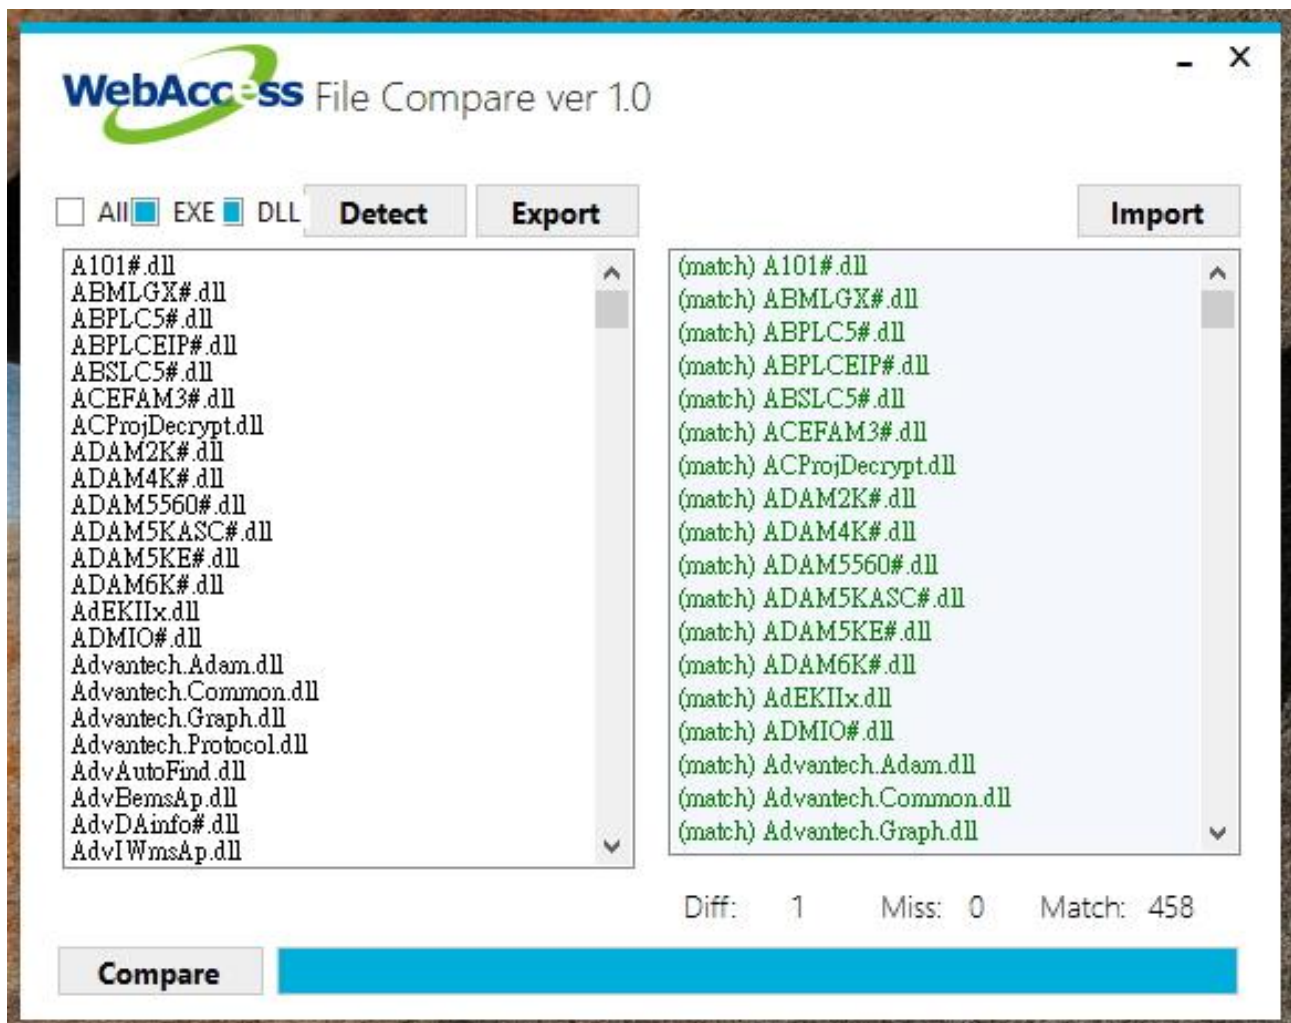 WebAccess File Compare ver 1.0
All EXE DLL Detect Export Import
A101#.dll
ABMLGX#.dll
ABPLC5#.dll
ABPLCEIP#.dll
ABSLC5#.dll
ACEFAM3#.dll
ACProjDecrypt.dll
ADAM2K#.dll
ADAM4K#.dll
ADAM5560#.dll
ADAM5KASC#.dll
ADAM5KE#.dll
ADAM6K#.dll
AdEKIIx.dll
ADMIO#.dll
Advantech.Adam.dll
Advantech.Common.dll
Advantech.Graph.dll
Advantech.Protocol.dll
AdvAutoFind.dll
AdvBemsAp.dll
AdvDAinfo#.dll
AdvIWmsAp.dll
(match) A101#.dll
(match) ABMLGX#.dll
(match) ABPLC5#.dll
(match) ABPLCEIP#.dll
(match) ABSLC5#.dll
(match) ACEFAM3#.dll
(match) ACProjDecrypt.dll
(match) ADAM2K#.dll
(match) ADAM4K#.dll
(match) ADAM5560#.dll
(match) ADAM5KASC#.dll
(match) ADAM5KE#.dll
(match) ADAM6K#.dll
(match) AdEKIIx.dll
(match) ADMIO#.dll
(match) Advantech.Adam.dll
(match) Advantech.Common.dll
(match) Advantech.Graph.dll
Diff: 1 Miss: 0 Match: 458
Compare